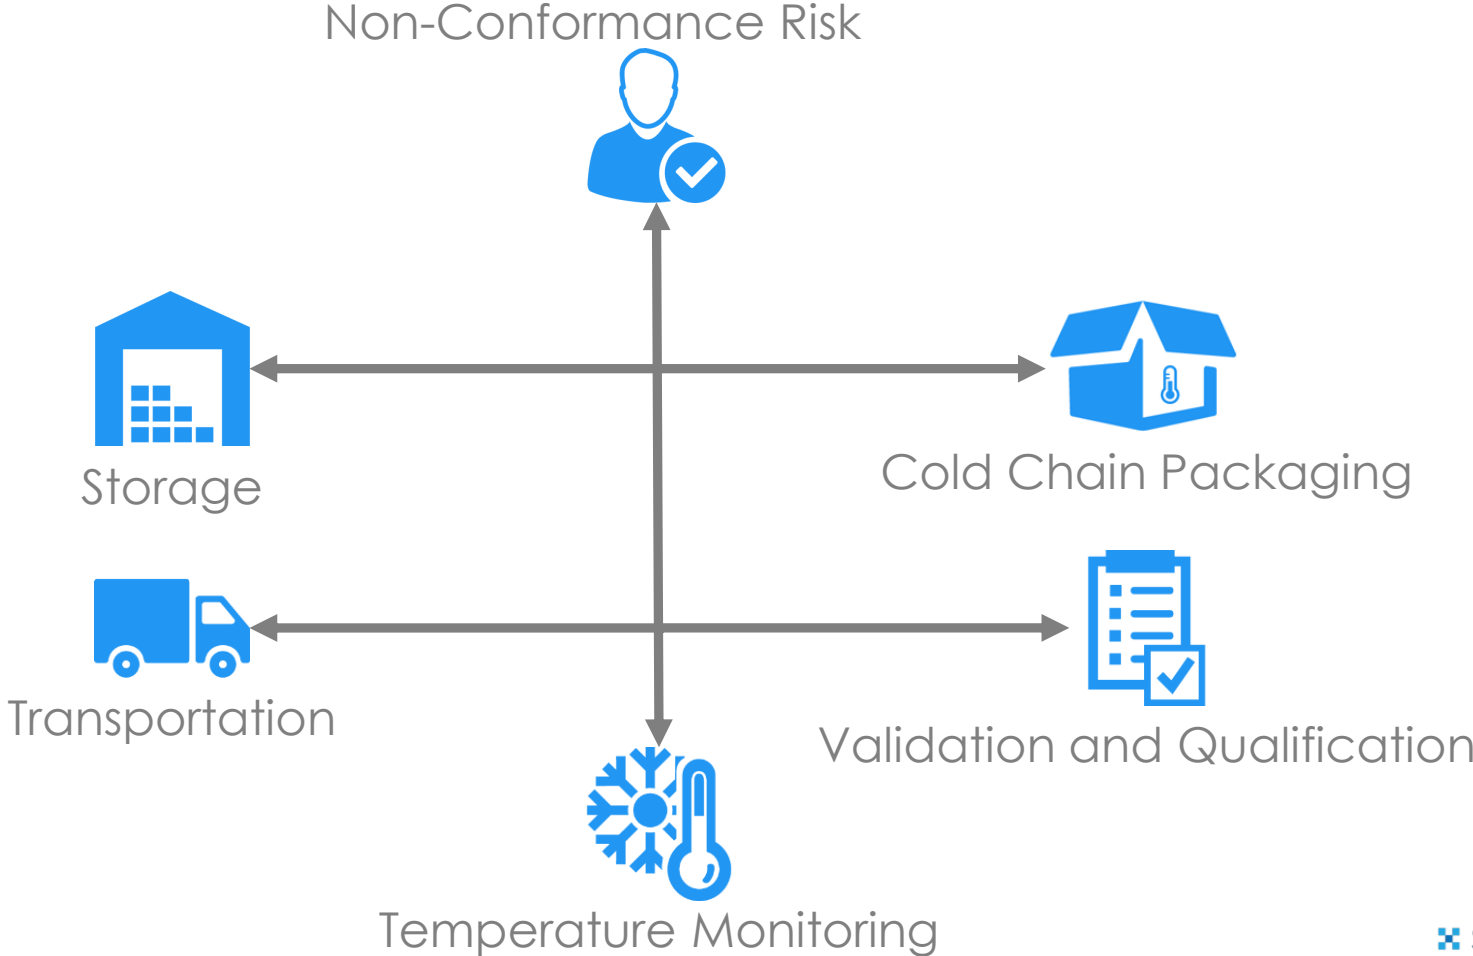 Non-Conformance Risk
Storage
Cold Chain Packaging
Transportation
Validation and Qualification
Temperature Monitoring